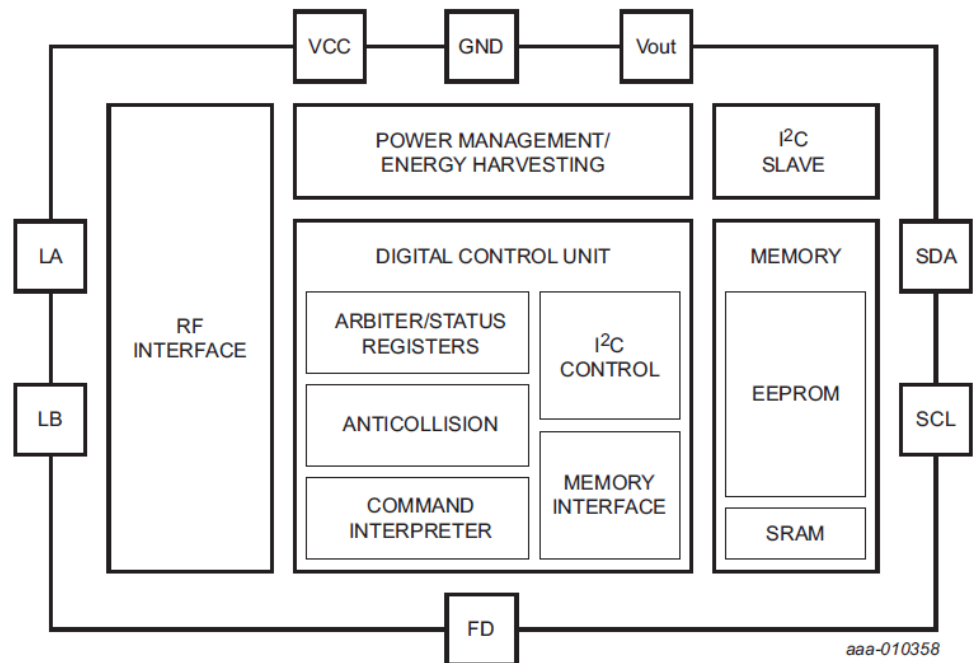 VCC
GND
Vout
POWER MANAGEMENT/
ENERGY HARVESTING
I²C
SLAVE
LA
LB
RF
INTERFACE
DIGITAL CONTROL UNIT
ARBITER/STATUS
REGISTERS
ANTICOLLISION
COMMAND
INTERPRETER
I²C
CONTROL
MEMORY
INTERFACE
MEMORY
EEPROM
SRAM
SDA
SCL
FD
aaa-010358